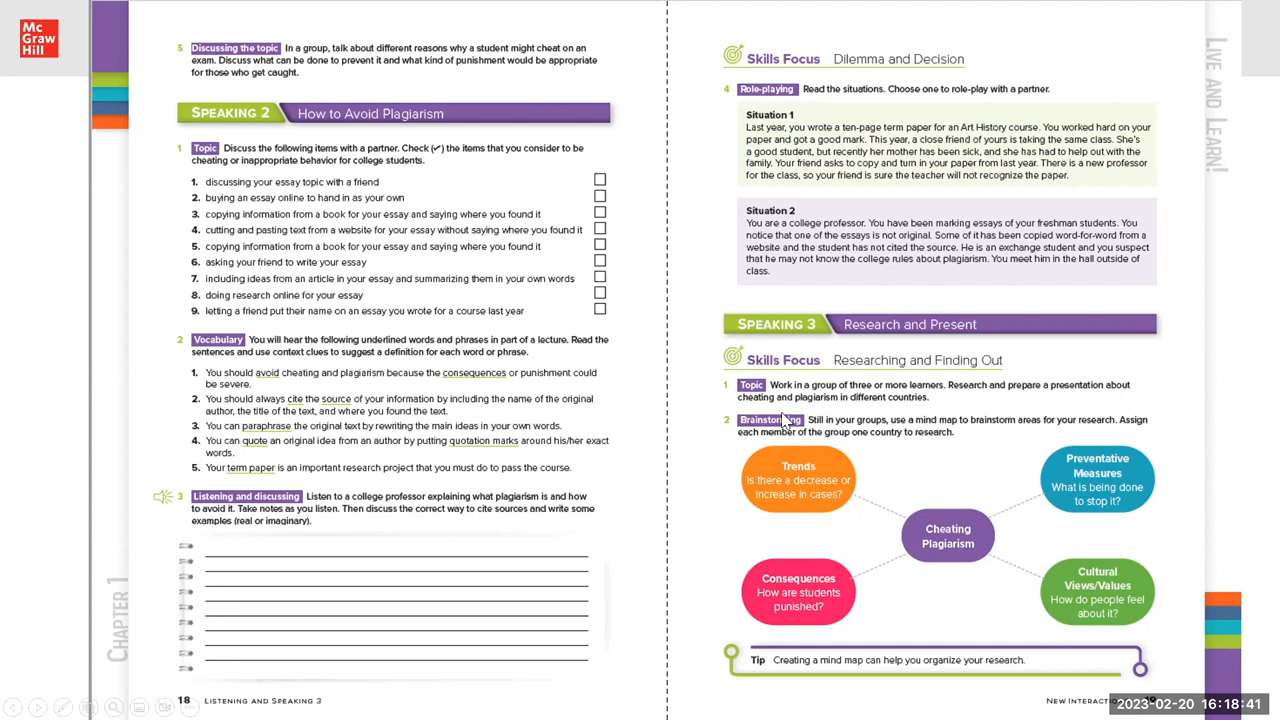 Mc
Graw
Hill
5 Discussing the topic In a group, talk about different reasons why a student might cheat on an
exam. Discuss what can be done to prevent it and what kind of punishment would be appropriate
for those who get caught.
SPEAKING 2 How to Avoid Plagiarism
1 Topic Discuss the following items with a partner. Check (✓) the items that you consider to be
cheating or inappropriate behavior for college students.
1. discussing your essay topic with a friend
2. buying an essay online to hand in as your own
3. copying information from a book for your essay and saying where you found it
4. cutting and pasting text from a website for your essay without saying where you found it
5. copying information from a book for your essay and saying where you found it
6. asking your friend to write your essay
7. including ideas from an article in your essay and summarizing them in your own words
8. doing research online for your essay
9. letting a friend put their name on an essay you wrote for a course last year
2 Vocabulary You will hear the following underlined words and phrases in part of a lecture. Read the
sentences and use context clues to suggest a definition for each word or phrase.
1. You should avoid cheating and plagiarism because the consequences or punishment could
be severe.
2. You should always cite the source of your information by including the name of the original
author, the title of the text, and where you found the text.
3. You can paraphrase the original text by rewriting the main ideas in your own words.
4. You can quote an original idea from an author by putting quotation marks around his/her exact
words.
5. Your term paper is an important research project that you must do to pass the course.
3 Listening and discussing Listen to a college professor explaining what plagiarism is and how
to avoid it. Take notes as you listen. Then discuss the correct way to cite sources and write some
examples (real or imaginary).
CHAPTER 1
18 LISTENING AND SPEAKING 3
Skills Focus Dilemma and Decision
4 Role-playing Read the situations. Choose one to role-play with a partner.
Situation 1
Last year, you wrote a ten-page term paper for an Art History course. You worked hard on your
paper and got a good mark. This year, a close friend of yours is taking the same class. She's
a good student, but recently her mother has been sick, and she has had to help out with the
family. Your friend asks to copy and turn in your paper from last year. There is a new professor
for the class, so your friend is sure the teacher will not recognize the paper.
Situation 2
You are a college professor. You have been marking essays of your freshman students. You
notice that one of the essays is not original. Some of it has been copied word-for-word from a
website and the student has not cited the source. He is an exchange student and you suspect
that he may not know the college rules about plagiarism. You meet him in the hall outside of
class.
SPEAKING 3 Research and Present
Skills Focus Researching and Finding Out
1 Topic Work in a group of three or more learners. Research and prepare a presentation about
cheating and plagiarism in different countries.
2 Brainstorming Still in your groups, use a mind map to brainstorm areas for your research. Assign
each member of the group one country to research.
Trends
Is there a decrease or
increase in cases?
Preventative
Measures
What is being done
to stop it?
Cheating
Plagiarism
Consequences
How are students
punished?
Cultural
Views/Values
How do people feel
about it?
Tip Creating a mind map can help you organize your research.
LIVE AND LEARN!
NEW
2023-02-20 16:18:41